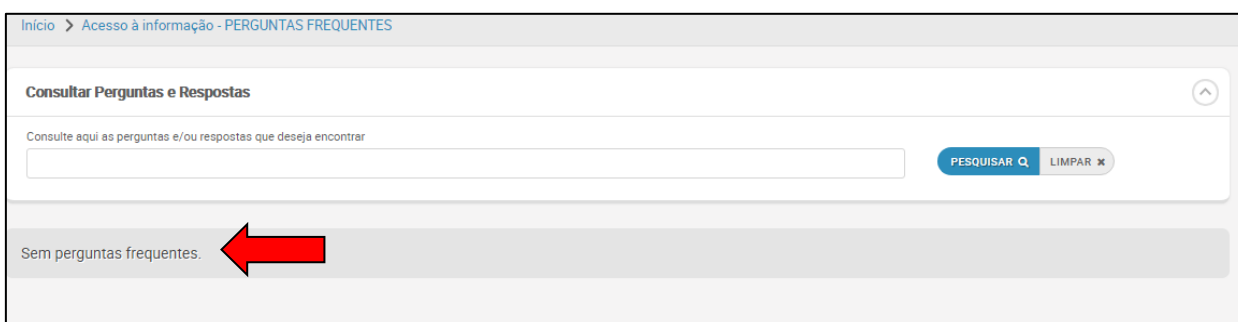 Início > Acesso à informação - PERGUNTAS FREQUENTES
Consultar Perguntas e Respostas
Consulte aqui as perguntas e/ou respostas que deseja encontrar
PESQUISAR LIMPAR
Sem perguntas frequentes.